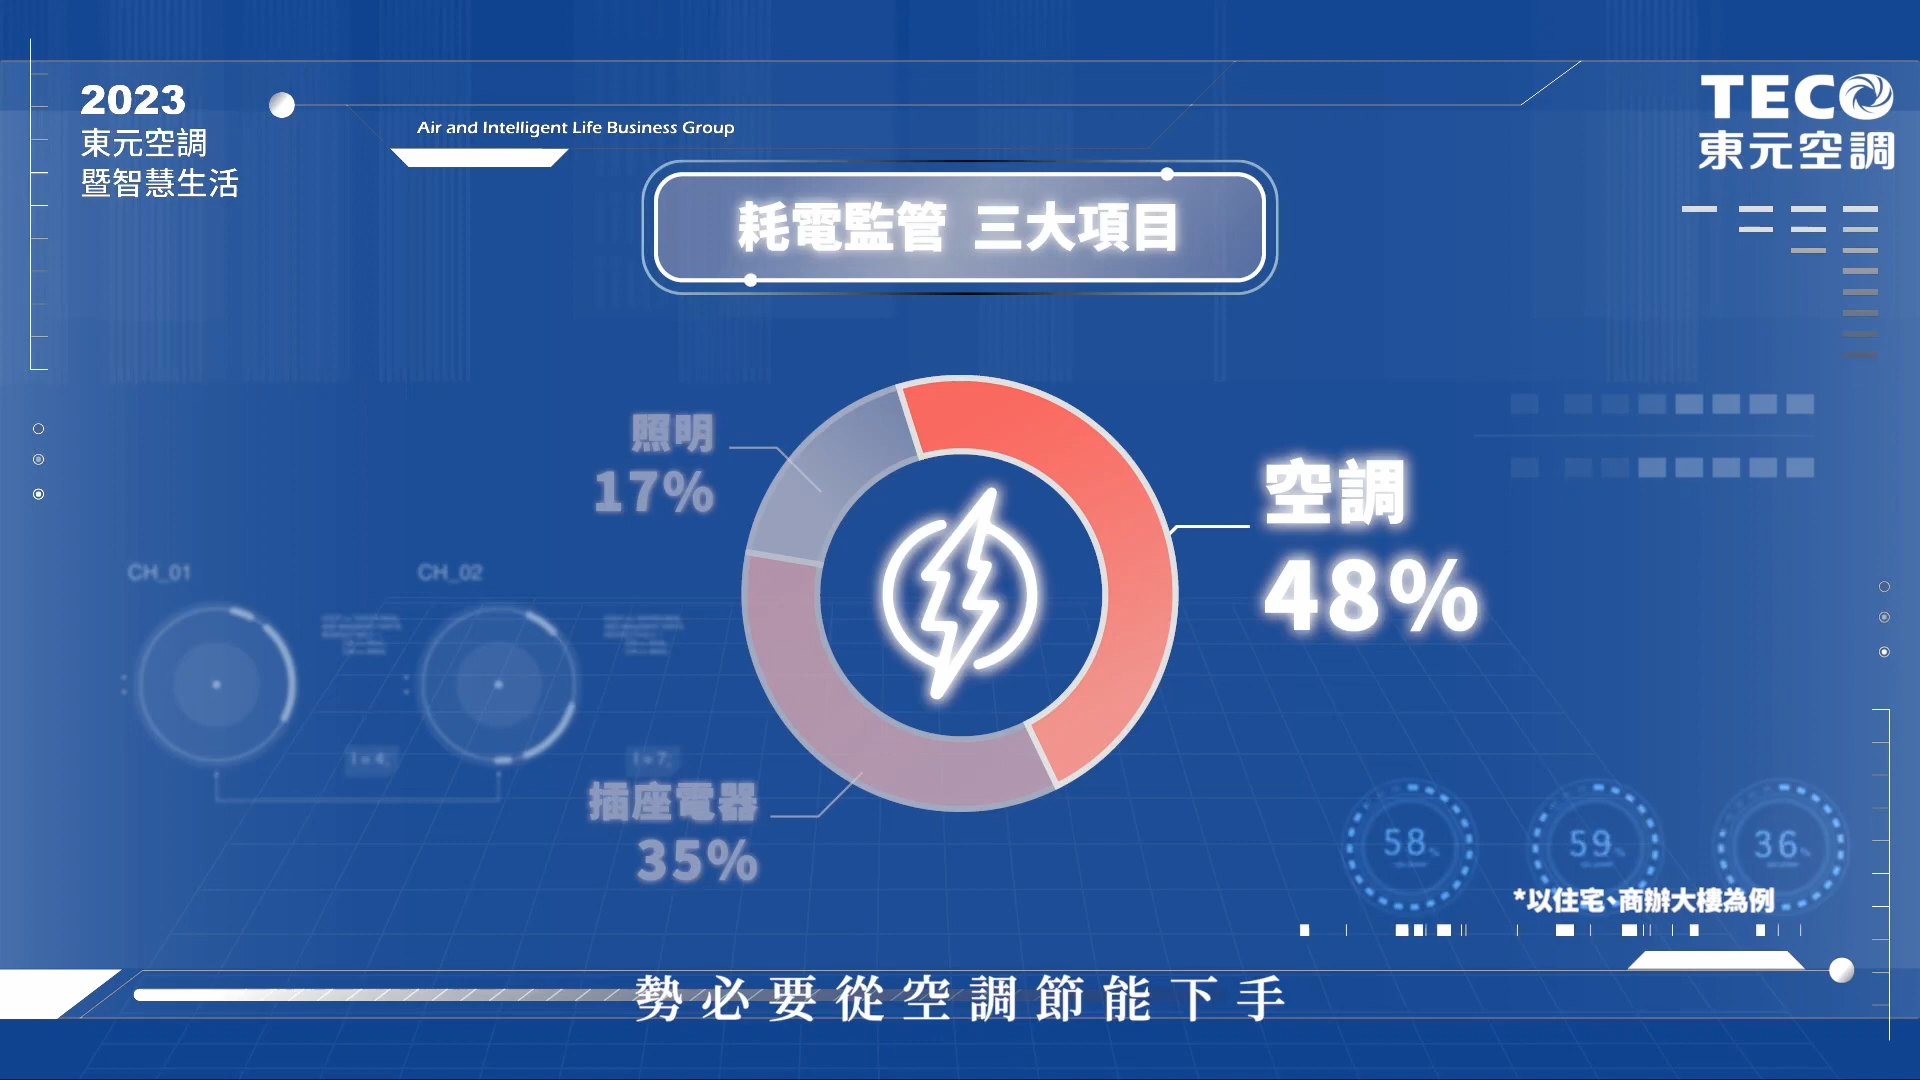 2023
東元空調
暨智慧生活
Air and Intelligent Life Business Group
TECO
東元空調
耗電監管 三大項目
照明
17%
空調
48%
CH_01
CH_02
插座電器
35%
58
59
36
*以住宅、商辦大樓為例
勢必要從空調節能下手